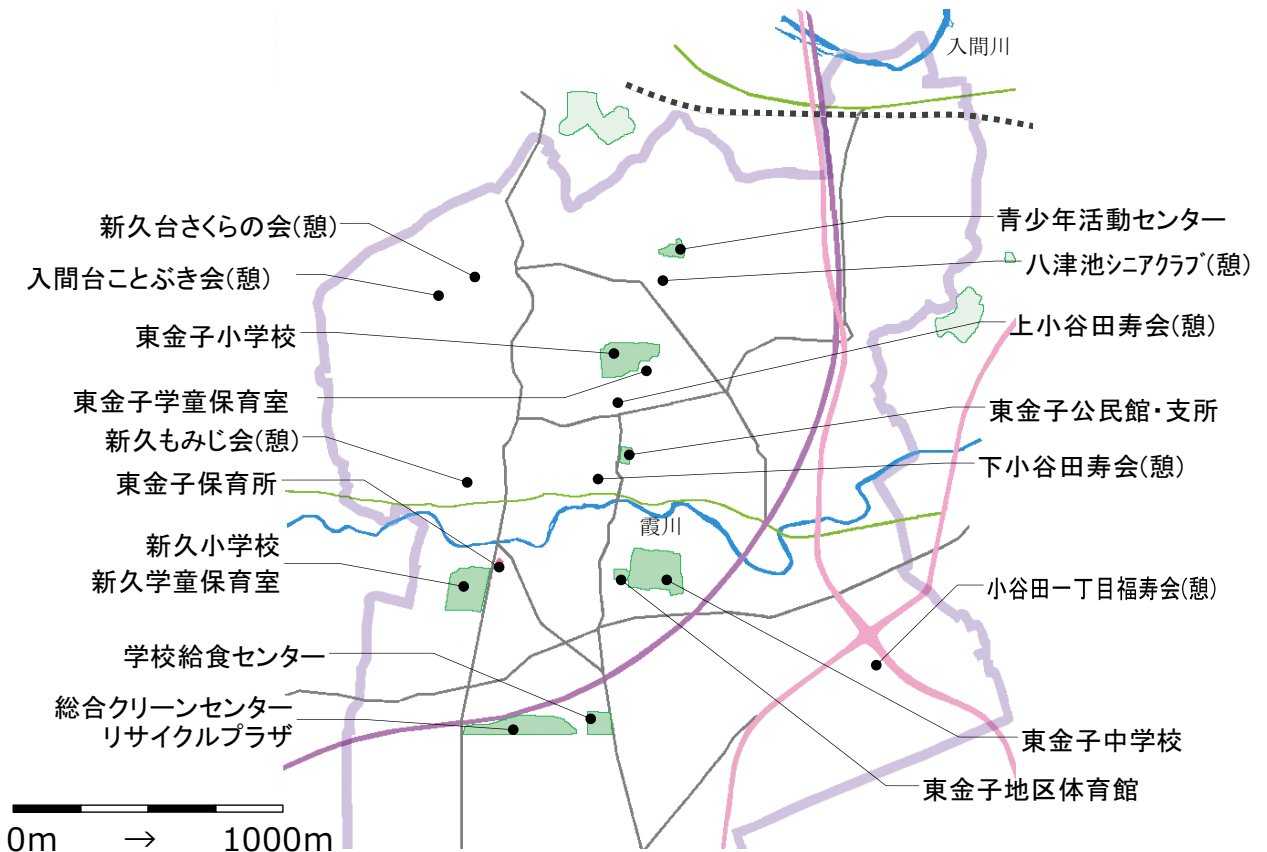 入間川
新久台さくらの会(憩)
入間台ことぶき会(憩)
東金子小学校
東金子学童保育室
新久もみじ会(憩)
東金子保育所
新久小学校
新久学童保育室
学校給食センター
総合クリーンセンター
リサイクルプラザ
霞川
青少年活動センター
八津池ｼﾆｱｸﾗﾌﾞ(憩)
上小谷田寿会(憩)
東金子公民館・支所
下小谷田寿会(憩)
小谷田一丁目福寿会(憩)
東金子中学校
東金子地区体育館
0m → 1000m